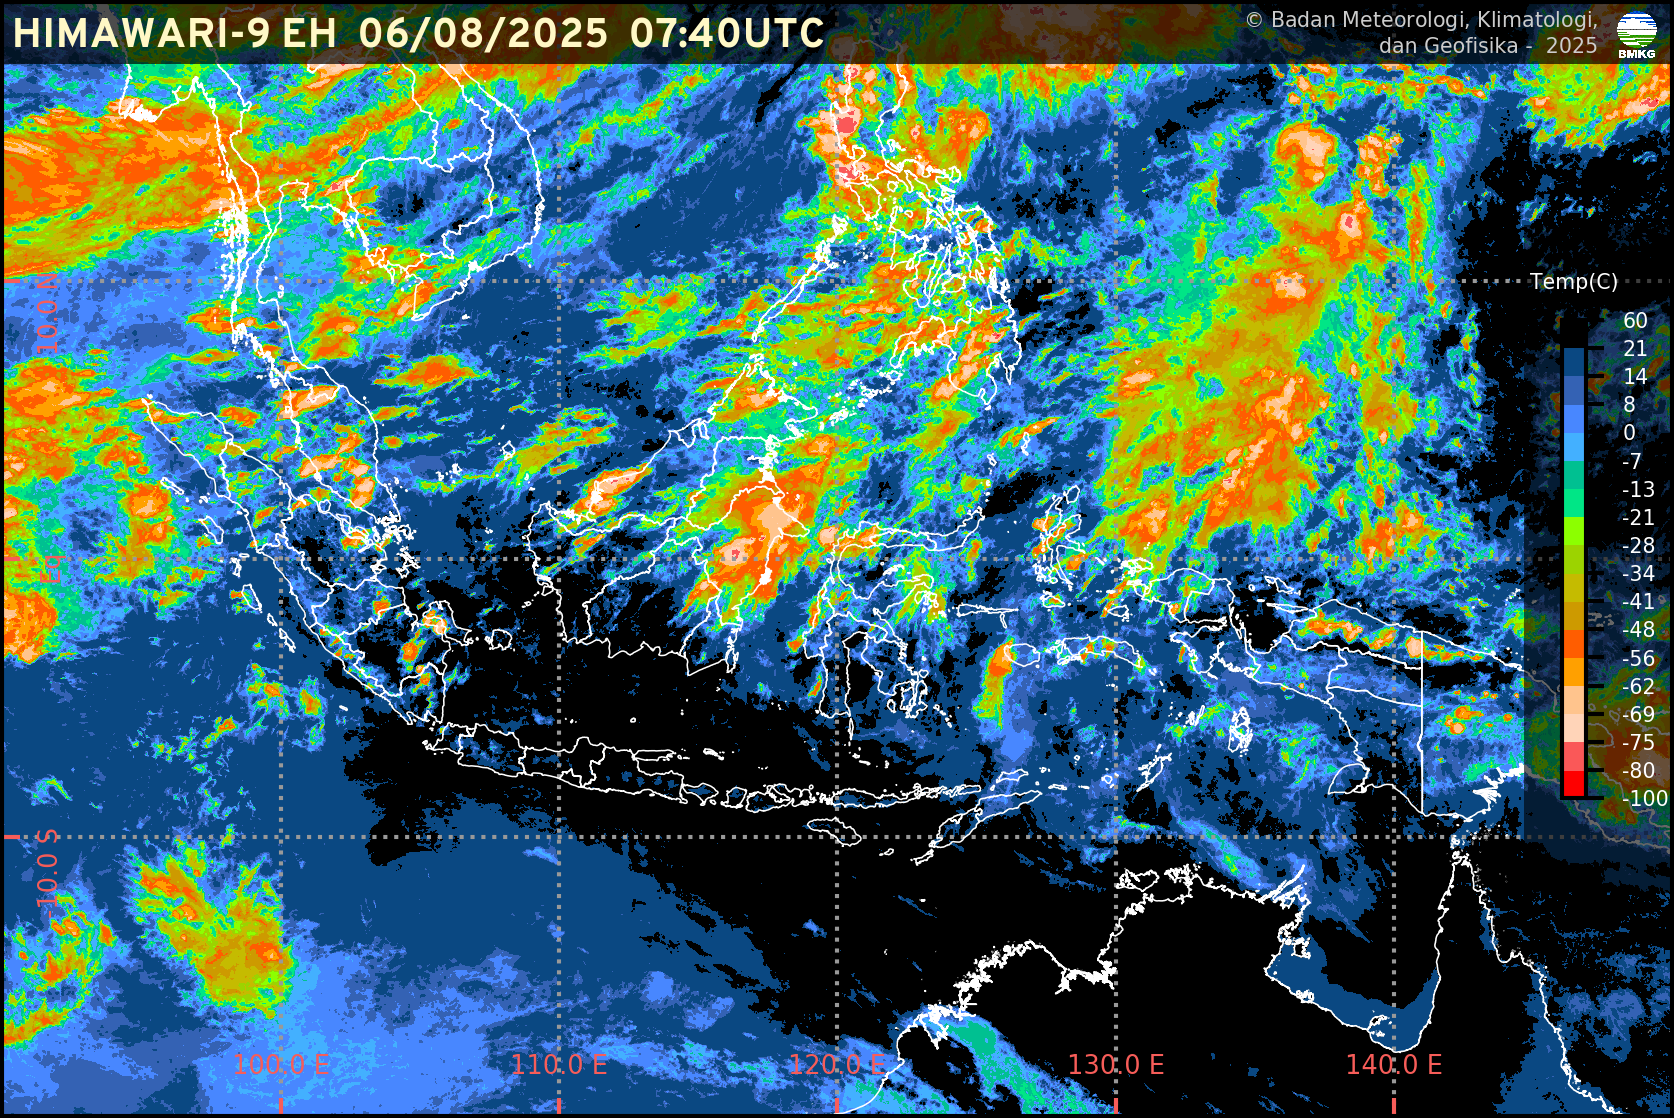 HIMAWARI-9 EH 06/08/2025 07:40UTC
© Badan Meteorologi, Klimatologi,
dan Geofisika - 2025
BMKG
Temp(C)
60
21
14
8
0
-7
-13
-21
-28
-34
-41
-48
-56
-62
-69
-75
-80
-100
10.0 N
EQ
-10.0 S
100.0 E
110.0 E
120.0 E
130.0 E
140.0 E